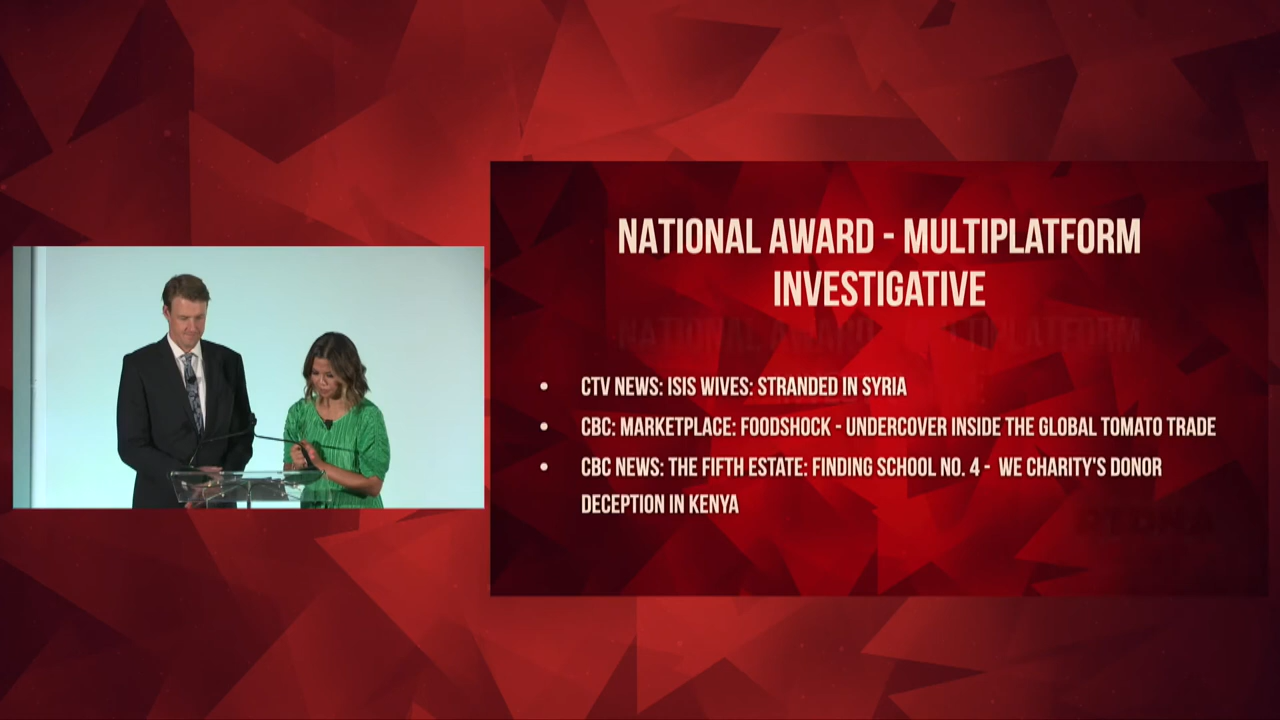 NATIONAL AWARD - MULTIPLATFORM
INVESTIGATIVE
• CTV NEWS: ISIS WIVES: STRANDED IN SYRIA
• CBC: MARKETPLACE: FOODSHOCK - UNDERCOVER INSIDE THE GLOBAL TOMATO TRADE
• CBC NEWS: THE FIFTH ESTATE: FINDING SCHOOL NO. 4 - WE CHARITY'S DONOR
DECEPTION IN KENYA